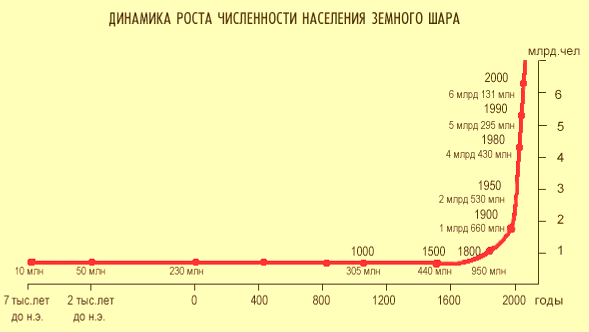 ДИНАМИКА РОСТА ЧИСЛЕННОСТИ НАСЕЛЕНИЯ ЗЕМНОГО ШАРА
млрд.чел
2000
6 млрд 131 млн
6
1990
5 млрд 295 млн
5
1980
4 млрд 430 млн
4
1950
3
2 млрд 530 млн
1900
2
1 млрд 660 млн
1000 1500 1800
1
10 млн 50 млн 230 млн 305 млн 440 млн 950 млн
7 тыс.лет 2 тыс.лет 0 400 800 1200 1600 2000 годы
до н.э. до н.э.